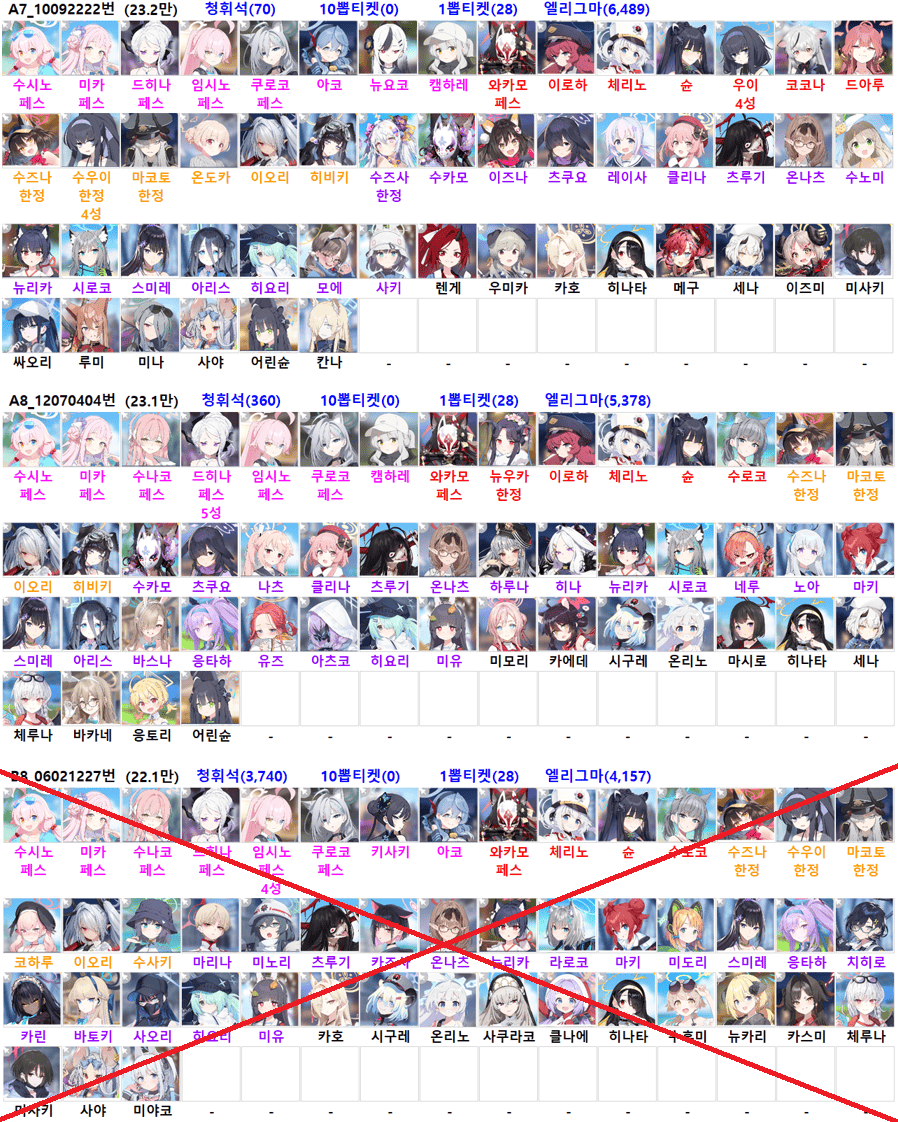 A7_10092222번 (23.2만) 청휘석(70) 10뽑티켓(0) 1뽑티켓(28) 엘리그마(6,489)
수시노 미카 드히나 임시노 쿠로코 아코 뉴요코 캠하레 와카모 이로하 체리노 슌 우이 코코나 드아루
페스 페스 페스 페스 페스 페스 4성
수즈나 수우이 마코토 온도카 이오리 히비키 수즈사 수카모 이즈나 츠쿠요 레이사 클리나 츠루기 온나츠 수노미
한정 한정 한정 한정
4성
뉴리카 시로코 스미레 아리스 히요리 모에 사키 렌게 우미카 카호 히나타 메구 세나 이즈미 미사키
싸오리 루미 미나 사야 어린슌 칸나 - - - - - - - - -
A8_12070404번 (23.1만) 청휘석(360) 10뽑티켓(0) 1뽑티켓(28) 엘리그마(5,378)
수시노 미카 수나코 드히나 임시노 쿠로코 캠하레 와카모 뉴우카 이로하 체리노 슌 수로코 수즈나 마코토
페스 페스 페스 페스 페스 페스 페스 한정 한정 한정
5성
이오리 히비키 수카모 츠쿠요 나츠 클리나 츠루기 온나츠 하루나 히나 뉴리카 시로코 네루 노아 마키
스미레 아리스 바스나 응타하 유즈 아츠코 히요리 미유 미모리 카에데 시구레 온리노 마시로 히나타 세나
체루나 바카네 응토리 어린슌 - - - - - - - - - - -
B8_06021227번 (22.1만) 청휘석(3,740) 10뽑티켓(0) 1뽑티켓(28) 엘리그마(4,157)
수시노 미카 수나코 드히나 임시노 쿠로코 키사키 아코 와카모 체리노 슌 수로코 수즈나 수우이 마코토
페스 페스 페스 페스 페스 페스 페스 한정 한정 한정
4성
코하루 이오리 수사키 마리나 미노리 츠루기 카즈사 온나츠 뉴리카 라로코 마키 미도리 스미레 응타하 치히로
카린 바토키 사오리 히요리 미유 카호 시구레 온리노 사쿠라코 클나에 히나타 수후미 뉴카리 카스미 체루나
미사키 사야 미야코 - - - - - - - - - - - -